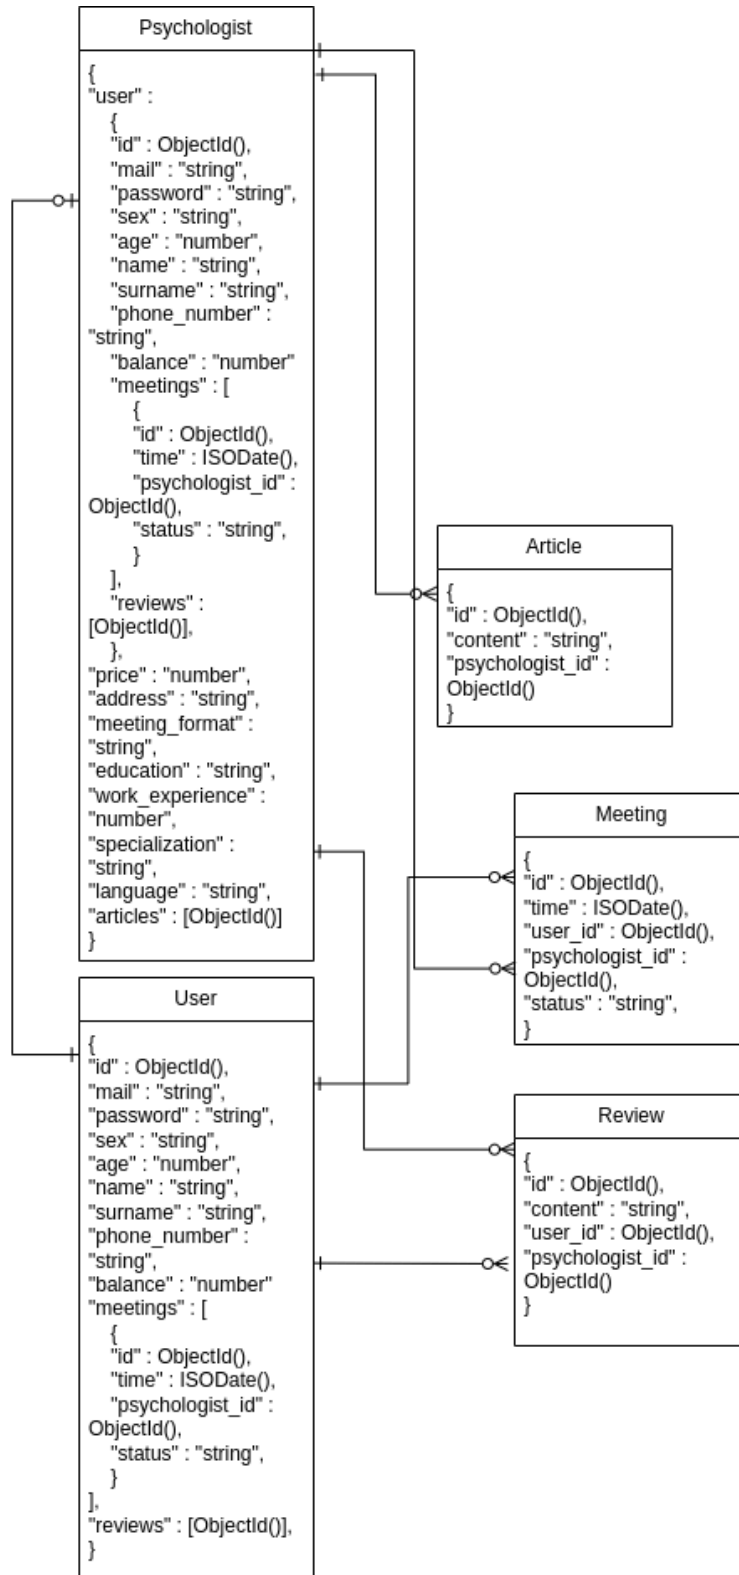 Psychologist
{
"user" :
{
"id" : ObjectId(),
"mail" : "string",
"password" : "string",
"sex" : "string",
"age" : "number",
"name" : "string",
"surname" : "string",
"phone_number" :
"string",
"balance" : "number"
"meetings" : [
{
"id" : ObjectId(),
"time" : ISODate(),
"psychologist_id" :
ObjectId(),
"status" : "string",
}
],
"reviews" :
[ObjectId()],
},
"price" : "number",
"address" : "string",
"meeting_format" :
"string",
"education" : "string",
"work_experience" :
"number",
"specialization" :
"string",
"language" : "string",
"articles" : [ObjectId()]
}
Article
{
"id" : ObjectId(),
"content" : "string",
"psychologist_id" :
ObjectId()
}
Meeting
{
"id" : ObjectId(),
"time" : ISODate(),
"user_id" : ObjectId(),
"psychologist_id" :
ObjectId(),
"status" : "string",
}
User
{
"id" : ObjectId(),
"mail" : "string",
"password" : "string",
"sex" : "string",
"age" : "number",
"name" : "string",
"surname" : "string",
"phone_number" :
"string",
"balance" : "number"
"meetings" : [
{
"id" : ObjectId(),
"time" : ISODate(),
"psychologist_id" :
ObjectId(),
"status" : "string",
}
],
"reviews" : [ObjectId()],
}
Review
{
"id" : ObjectId(),
"content" : "string",
"user_id" : ObjectId(),
"psychologist_id" :
ObjectId()
}